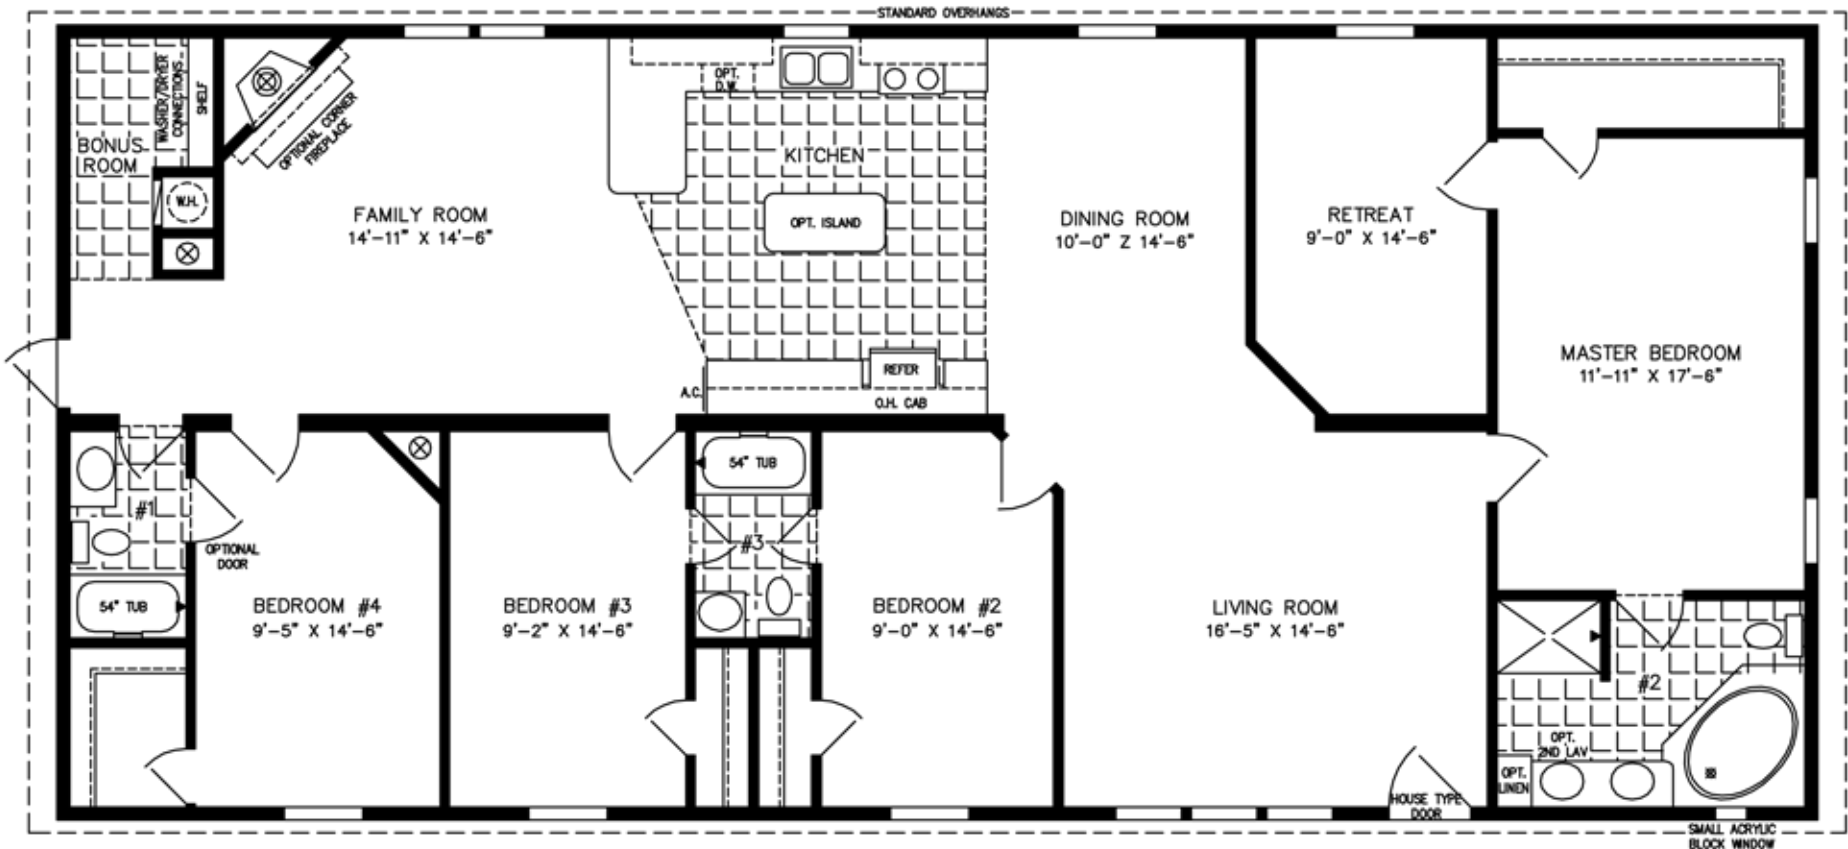 STANDARD OVERHANGS
WASHER/DRYER
CONNECTIONS
SHELF
BONUS
ROOM
W.H.
OPTIONAL CORNER
FIREPLACE
FAMILY ROOM
14'-11" X 14'-6"
OPT.
D.W.
KITCHEN
OPT. ISLAND
REFER
A.C.
O.H. CAB
DINING ROOM
10'-0" Z 14'-6"
RETREAT
9'-0" X 14'-6"
MASTER BEDROOM
11'-11" X 17'-6"
#1
OPTIONAL
DOOR
54" TUB
BEDROOM #4
9'-5" X 14'-6"
BEDROOM #3
9'-2" X 14'-6"
54" TUB
#3
BEDROOM #2
9'-0" X 14'-6"
LIVING ROOM
16'-5" X 14'-6"
HOUSE TYPE
DOOR
#2
OPT.
2ND LAV
OPT.
LINEN
SMALL ACRYLIC
BLOCK WINDOW